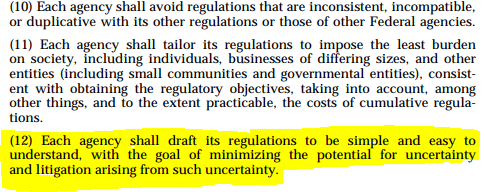 (10) Each agency shall avoid regulations that are inconsistent, incompatible,
or duplicative with its other regulations or those of other Federal agencies.
(11) Each agency shall tailor its regulations to impose the least burden
on society, including individuals, businesses of differing sizes, and other
entities (including small communities and governmental entities), consist-
ent with obtaining the regulatory objectives, taking into account, among
other things, and to the extent practicable, the costs of cumulative regula-
tions.
(12) Each agency shall draft its regulations to be simple and easy to
understand, with the goal of minimizing the potential for uncertainty
and litigation arising from such uncertainty.